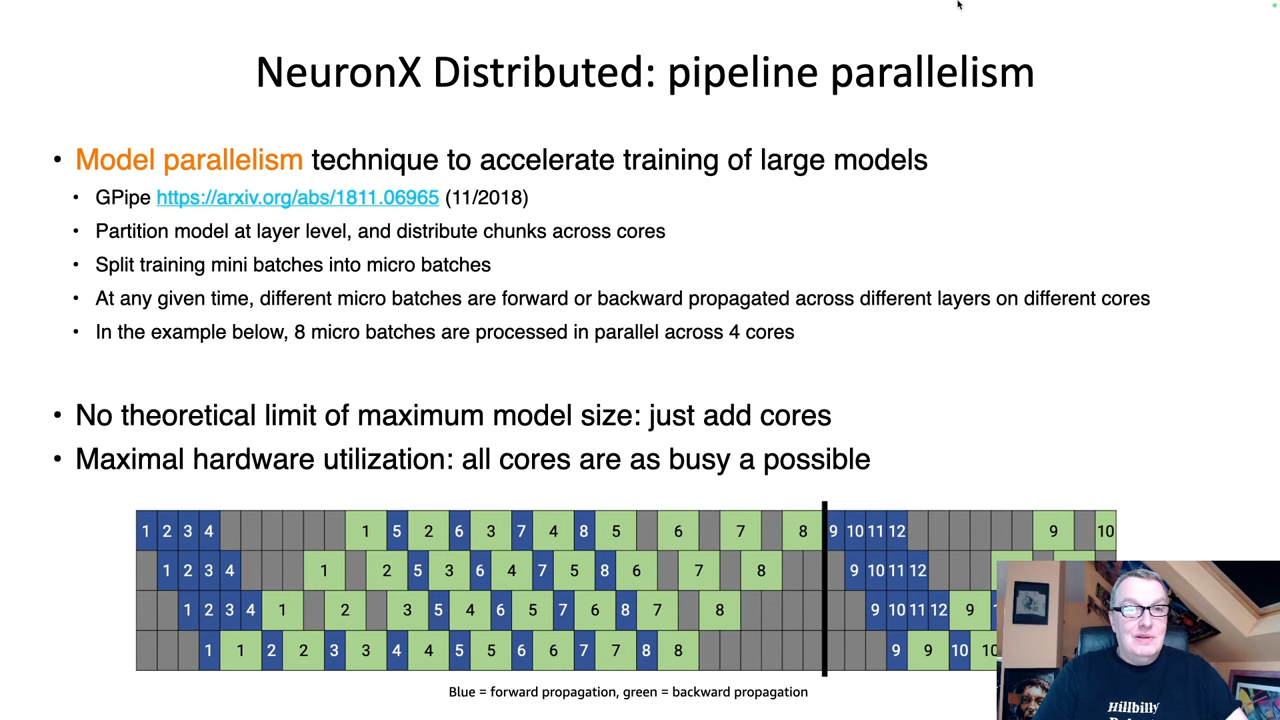 NeuronX Distributed: pipeline parallelism
• Model parallelism technique to accelerate training of large models
• GPipe https://arxiv.org/abs/1811.06965 (11/2018)
• Partition model at layer level, and distribute chunks across cores
• Split training mini batches into micro batches
• At any given time, different micro batches are forward or backward propagated across different layers on different cores
• In the example below, 8 micro batches are processed in parallel across 4 cores
• No theoretical limit of maximum model size: just add cores
• Maximal hardware utilization: all cores are as busy a possible
1 2 3 4 1 5 2 6 3 7 4 8 5 6 7 8 9 10 11 12 9 10
1 2 3 4 1 2 5 3 6 4 7 5 8 6 7 8 9 10 11 12
1 2 3 4 1 2 3 5 4 6 5 7 6 8 7 8 9 10 11 12 9
1 1 2 2 3 3 4 4 5 5 6 6 7 7 8 8 9 9 10 10
Blue = forward propagation, green = backward propagation
Hillbilly